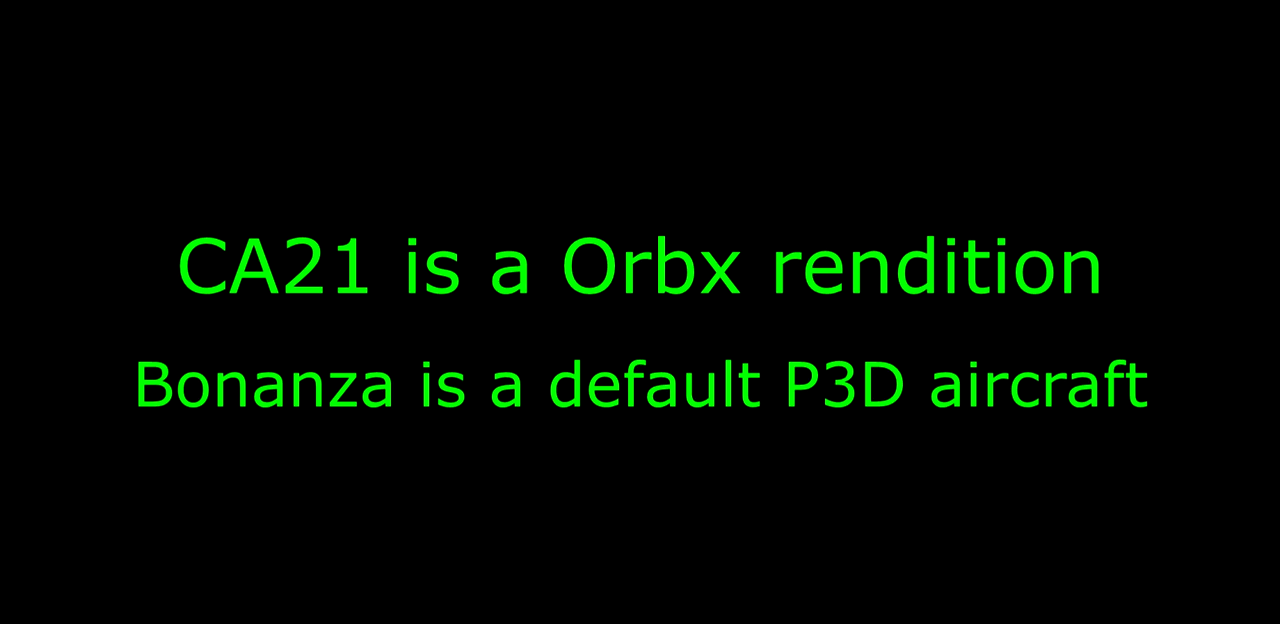 CA21 is a Orbx rendition
Bonanza is a default P3D aircraft